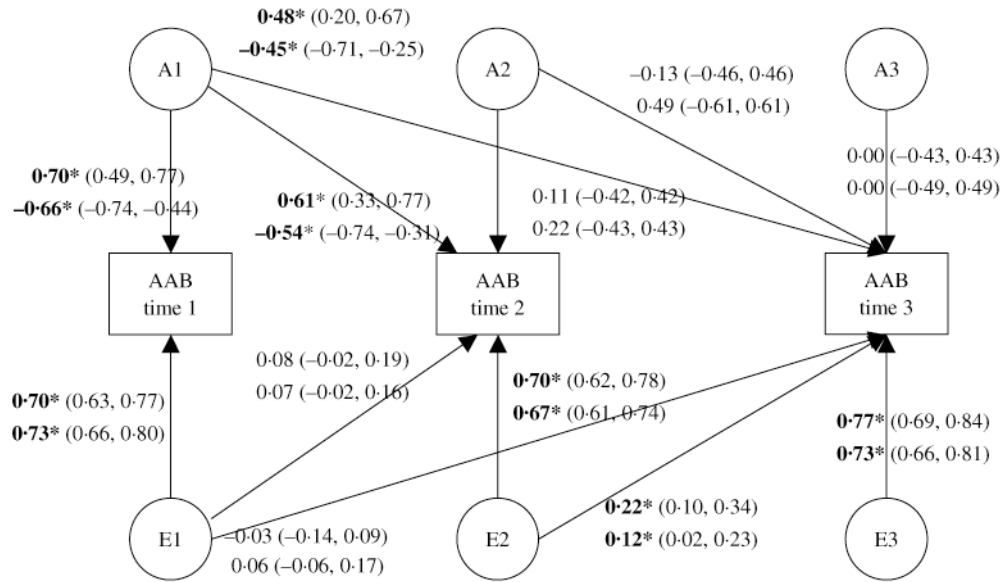 0·48* (0·20, 0·67)
–0·45* (–0·71, –0·25)
A1
A2
A3
–0·13 (–0·46, 0·46)
0·49 (–0·61, 0·61)
0·00 (–0·43, 0·43)
0·00 (–0·49, 0·49)
0·70* (0·49, 0·77)
–0·66* (–0·74, –0·44)
0·61* (0·33, 0·77)
–0·54* (–0·74, –0·31)
0·11 (–0·42, 0·42)
0·22 (–0·43, 0·43)
AAB
time 1
AAB
time 2
AAB
time 3
0·08 (–0·02, 0·19)
0·07 (–0·02, 0·16)
0·70* (0·62, 0·78)
0·67* (0·61, 0·74)
0·70* (0·63, 0·77)
0·73* (0·66, 0·80)
0·77* (0·69, 0·84)
0·73* (0·66, 0·81)
0·22* (0·10, 0·34)
0·12* (0·02, 0·23)
E1
E2
E3
–0·03 (–0·14, 0·09)
0·06 (–0·06, 0·17)